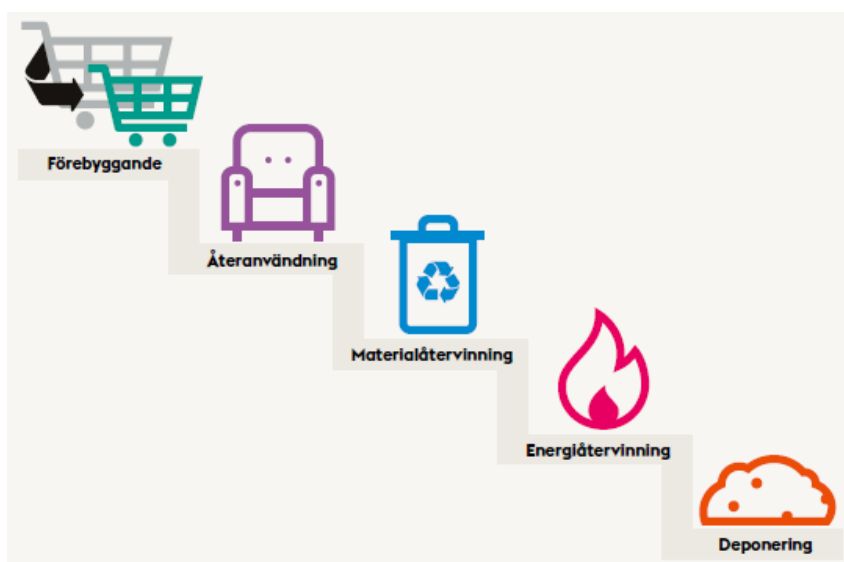 Förebyggande
Återanvändning
Materialåtervinning
Energiåtervinning
Deponering